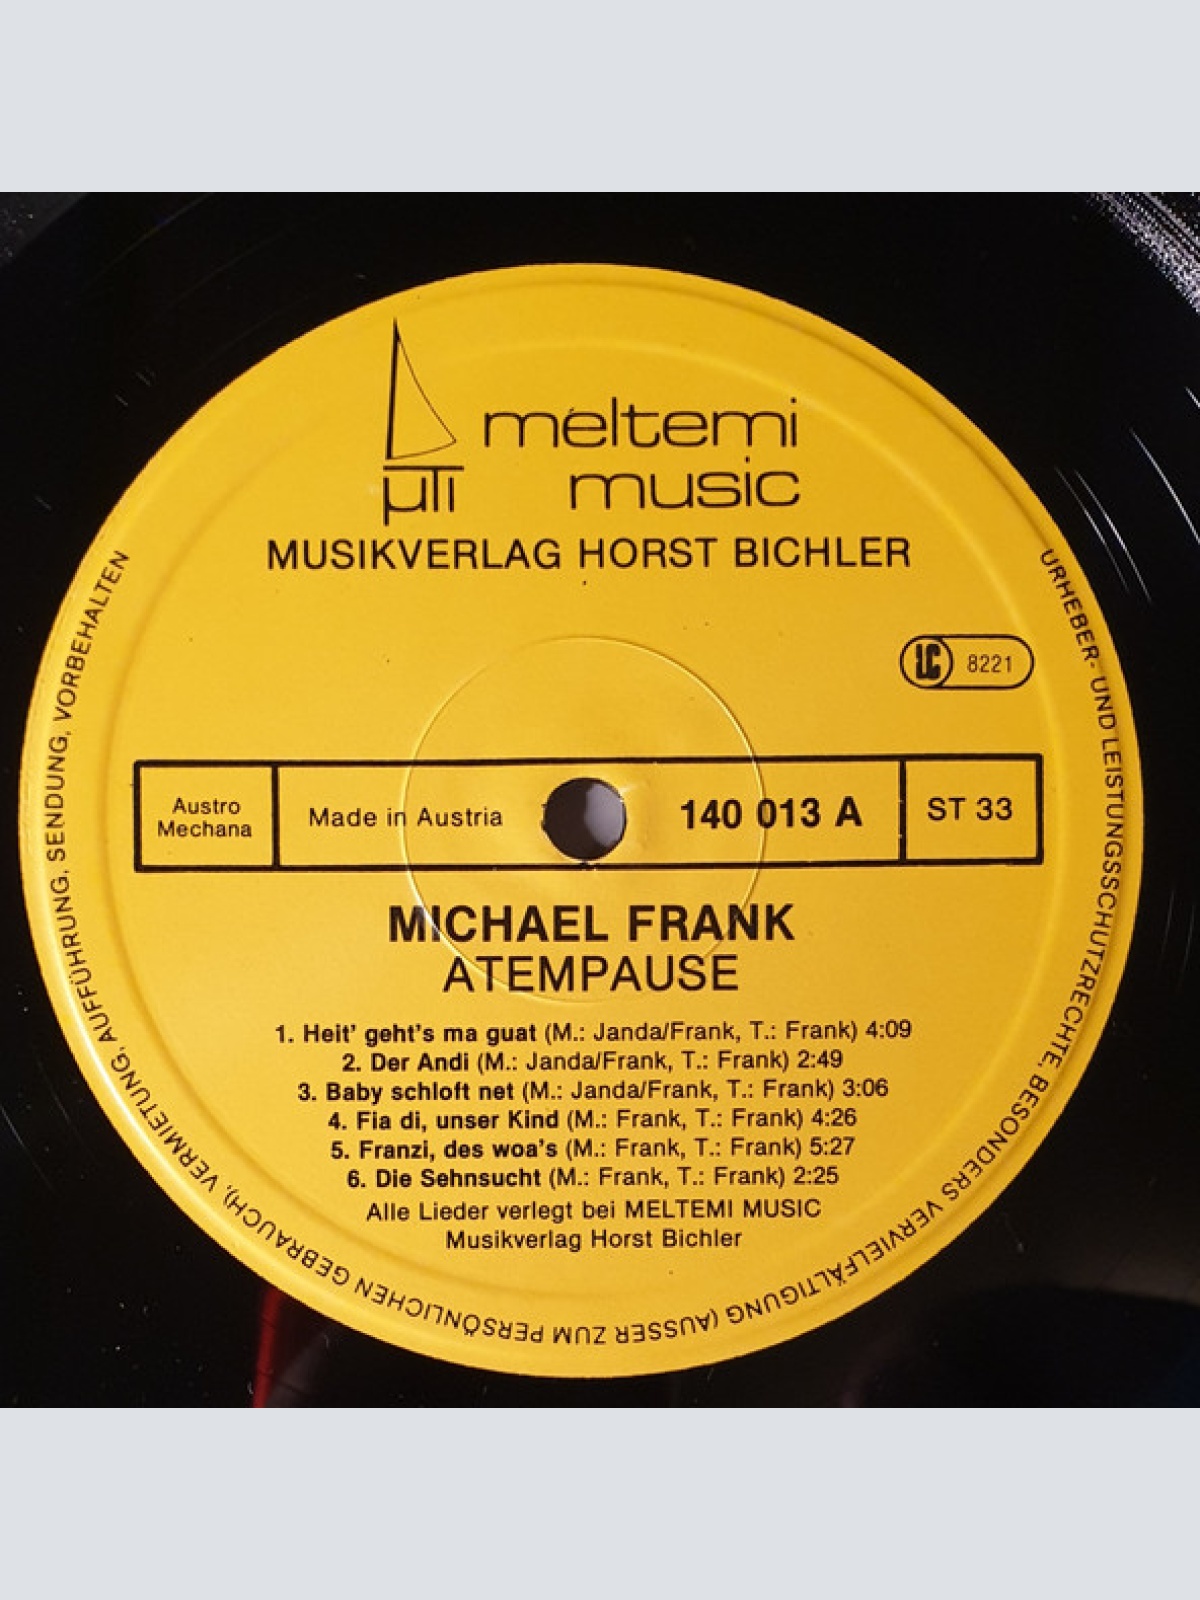 meltemi
µTi music
MUSIKVERLAG HORST BICHLER
LC 8221
Austro
Mechana
Made in Austria
140 013 A
ST 33
MICHAEL FRANK
ATEMPAUSE
1. Heit' geht's ma guat (M.: Janda/Frank, T.: Frank) 4:09
2. Der Andi (M.: Janda/Frank, T.: Frank) 2:49
3. Baby schloft net (M.: Janda/Frank, T.: Frank) 3:06
4. Fia di, unser Kind (M.: Frank, T.: Frank) 4:26
5. Franzi, des woa's (M.: Frank, T.: Frank) 5:27
6. Die Sehnsucht (M.: Frank, T.: Frank) 2:25
Alle Lieder verlegt bei MELTEMI MUSIC
Musikverlag Horst Bichler
URHEBER- UND LEISTUNGSSCHUTZRECHTE, BESONDERS VERVIELFÄLTIGUNG (AUSSER ZUM PERSÖNLICHEN GEBRAUCH), VERMIETUNG, AUFFÜHRUNG, SENDUNG, VORBEHALTEN